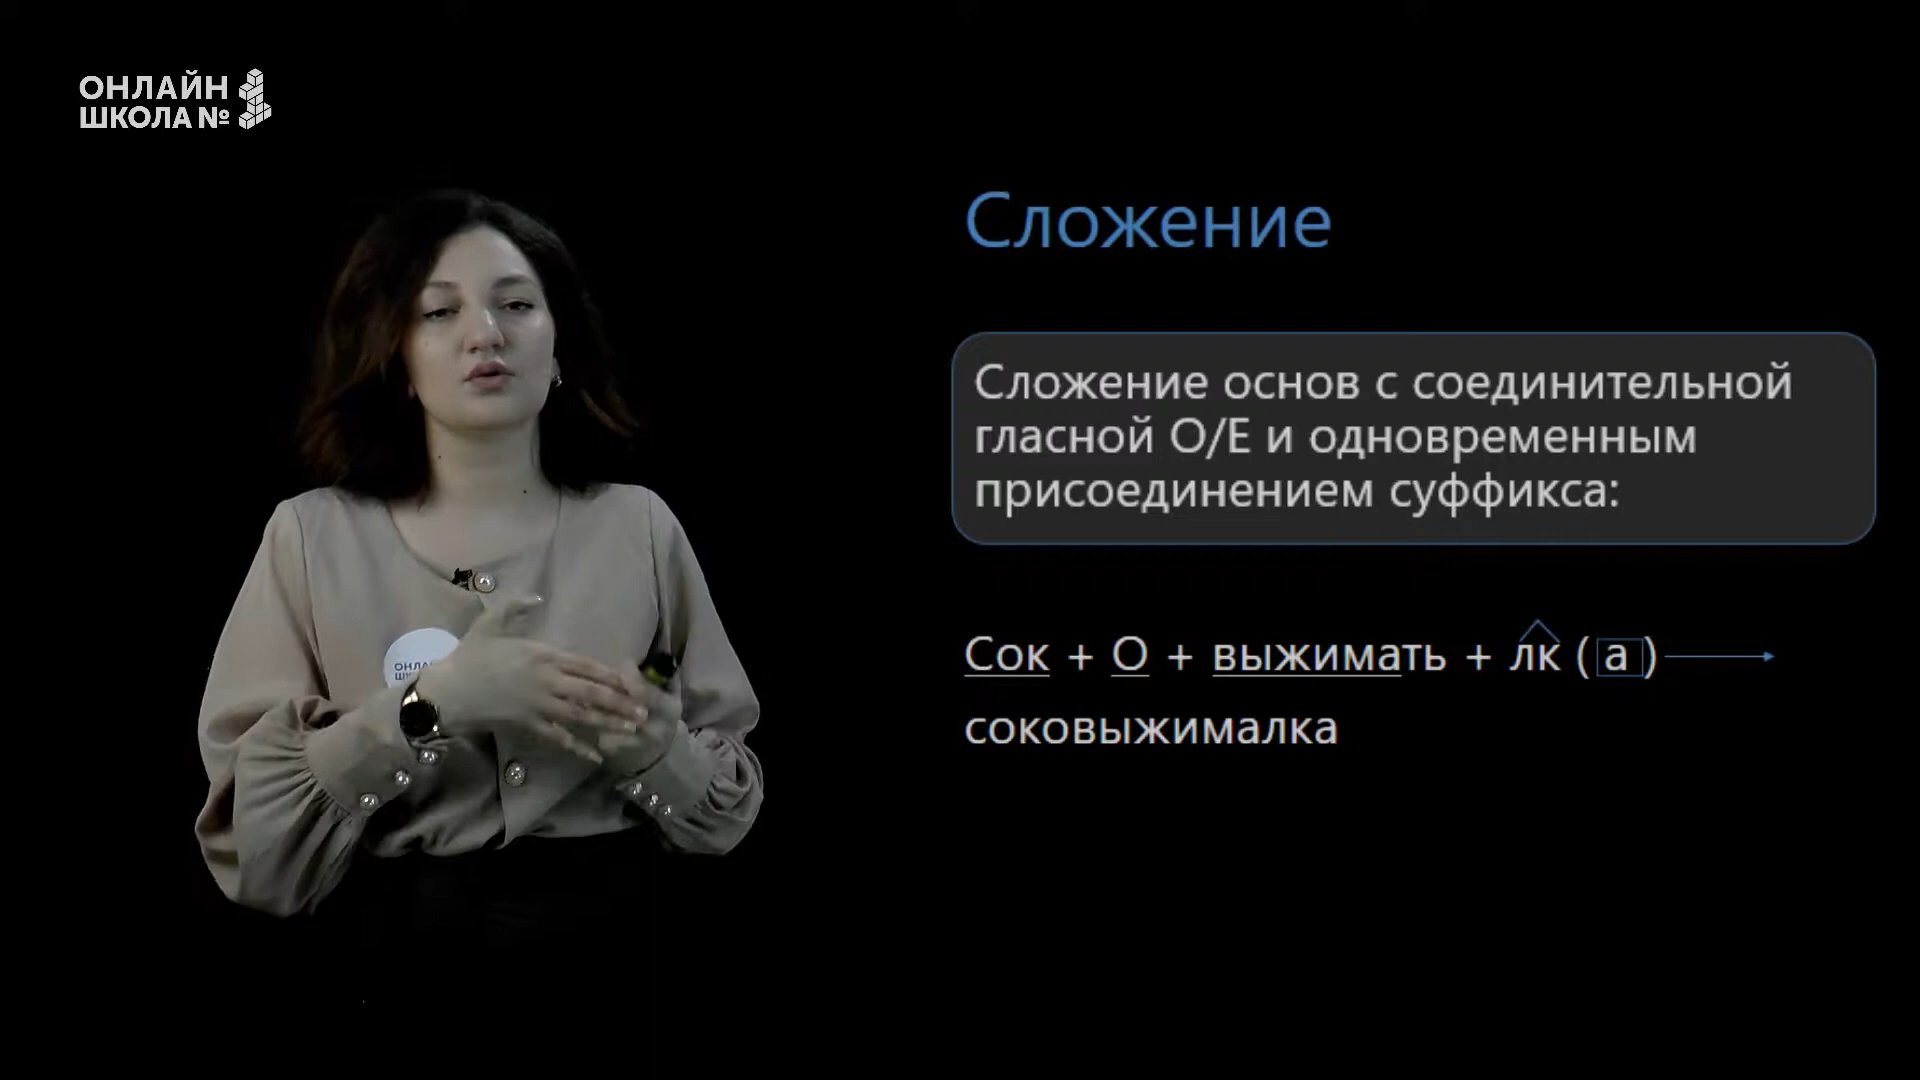 ОНЛАЙН
ШКОЛА №
Сложение
Сложение основ с соединительной
гласной О/Е и одновременным
присоединением суффикса:
Сок + О + выжимать + лк (а)
соковыжималка